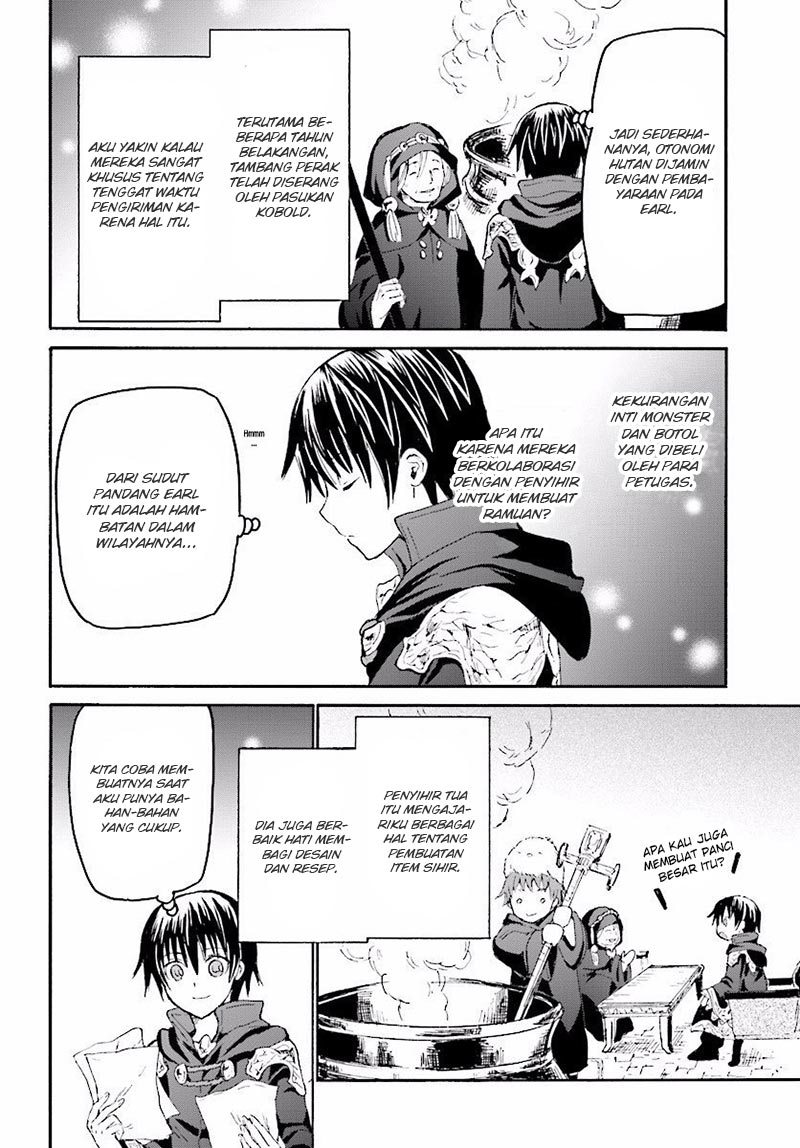 JADI SEDERHA-
NANYA, OTONOMI
HUTAN DIJAMIN
DENGAN PEMBA-
YARAAN PADA
EARL.
TERUTAMA BE-
BERAPA TAHUN
BELAKANGAN,
TAMBANG PERAK
TELAH DISERANG
OLEH PASUKAN
KOBOLD.
AKU YAKIN KALAU
MEREKA SANGAT
KHUSUS TENTANG
TENGGAT WAKTU
PENGIRIMAN KA-
RENA HAL ITU.
KEKURANGAN
INTI MONSTER
DAN BOTOL
YANG DIBELI
OLEH PARA
PETUGAS.
APA ITU
KARENA MEREKA
BERKOLABORASI
DENGAN PENYIHIR
UNTUK MEMBUAT
RAMUAN?
Hmmm
...
DARI SUDUT
PANDANG EARL
ITU ADALAH HAM-
BATAN DALAM
WILAYAHNYA...
APA KAU JUGA
MEMBUAT PANCI
BESAR ITU?
PENYIHIR TUA
ITU MENGAJA-
RIKU BERBAGAI
HAL TENTANG
PEMBUATAN
ITEM SIHIR.
DIA JUGA BER-
BAIK HATI MEM-
BAGI DESAIN
DAN RESEP.
KITA COBA MEM-
BUATNYA SAAT
AKU PUNYA BA-
HAN-BAHAN
YANG CUKUP.